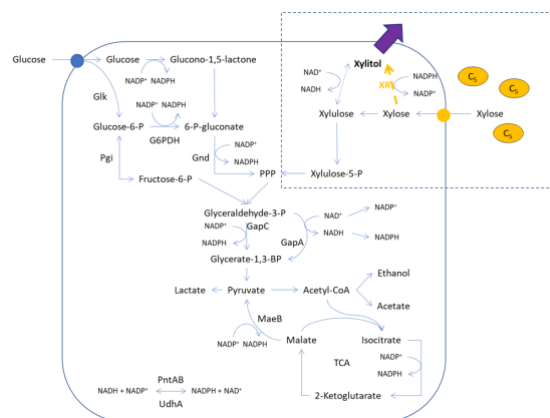 Glucose
Glucose
Glucono-1,5-lactone
NADP⁺ NADPH
Glk
NADP⁺ NADPH
Glucose-6-P
6-P-gluconate
G6PDH
Pgi
Gnd
NADP⁺
NADPH
Fructose-6-P
PPP
Xylulose-5-P
Xylitol
NAD⁺
NADH
XR
NADPH
NADP⁺
Xylulose
Xylose
Xylose
C₅
C₅
C₅
Glyceraldehyde-3-P
GapC
NADP⁺
NADPH
GapA
NAD⁺
NADH
NADP⁺
NADPH
Glycerate-1,3-BP
Lactate
Pyruvate
Acetyl-CoA
Ethanol
Acetate
MaeB
NADP⁺ NADPH
Malate
Isocitrate
TCA
NADP⁺
NADPH
2-Ketoglutarate
PntAB
NADH + NADP⁺
NADPH + NAD⁺
UdhA